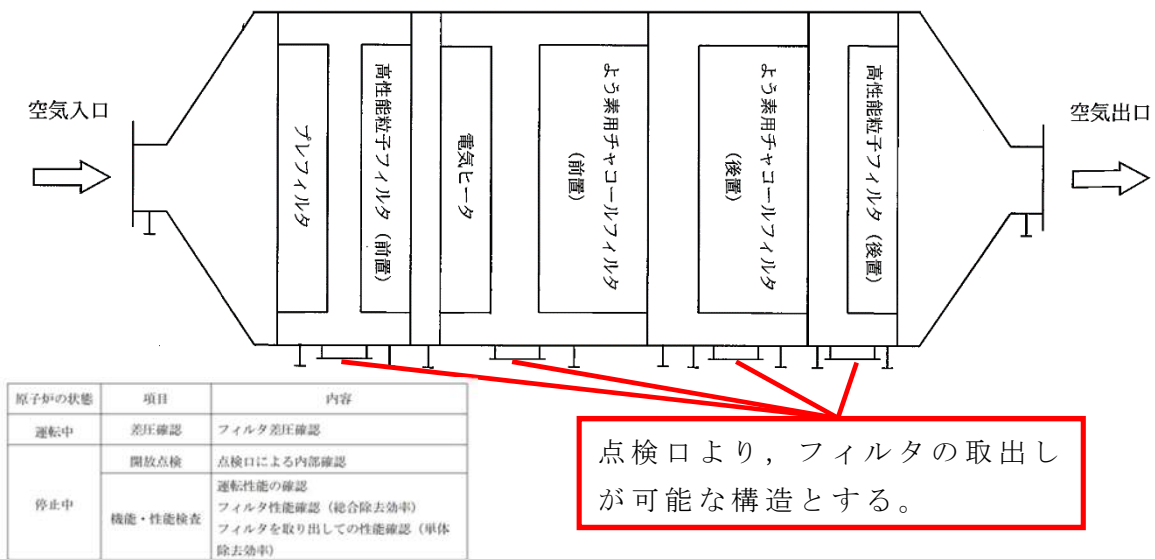 空気入口
プレフィルタ
高性能粒子フィルタ（前置）
電気ヒータ
よう素用チャコールフィルタ
（前置）
よう素用チャコールフィルタ
（後置）
高性能粒子フィルタ（後置）
空気出口
点検口より，フィルタの取出し
が可能な構造とする。
原子炉の状態 項目 内容
運転中 差圧確認 フィルタ差圧確認
停止中 開放点検 点検口による内部確認
機能・性能検査 運転性能の確認
フィルタ性能確認（総合除去効率）
フィルタを取り出しての性能確認（単体
除去効率）